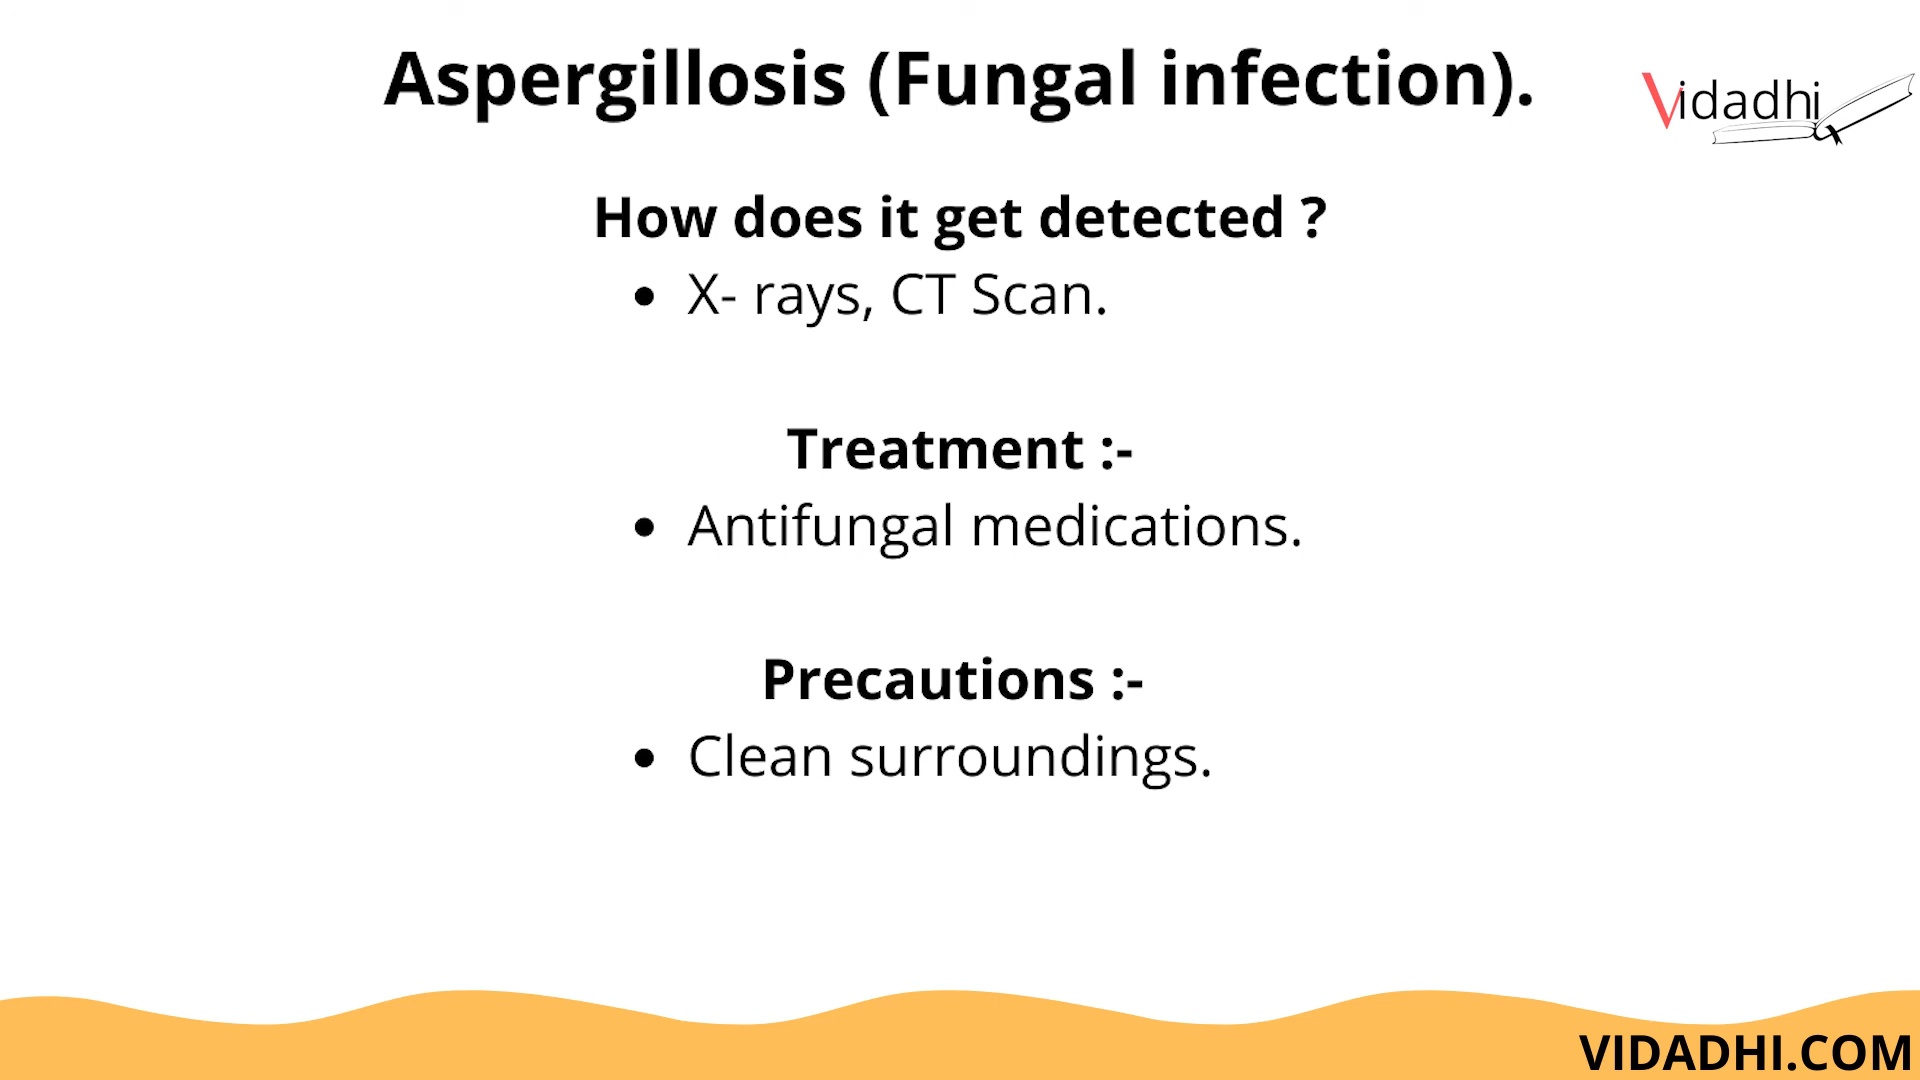 Aspergillosis (Fungal infection).
Vidadhi
How does it get detected ?
• X- rays, CT Scan.
Treatment :-
• Antifungal medications.
Precautions :-
• Clean surroundings.
VIDADHI.COM